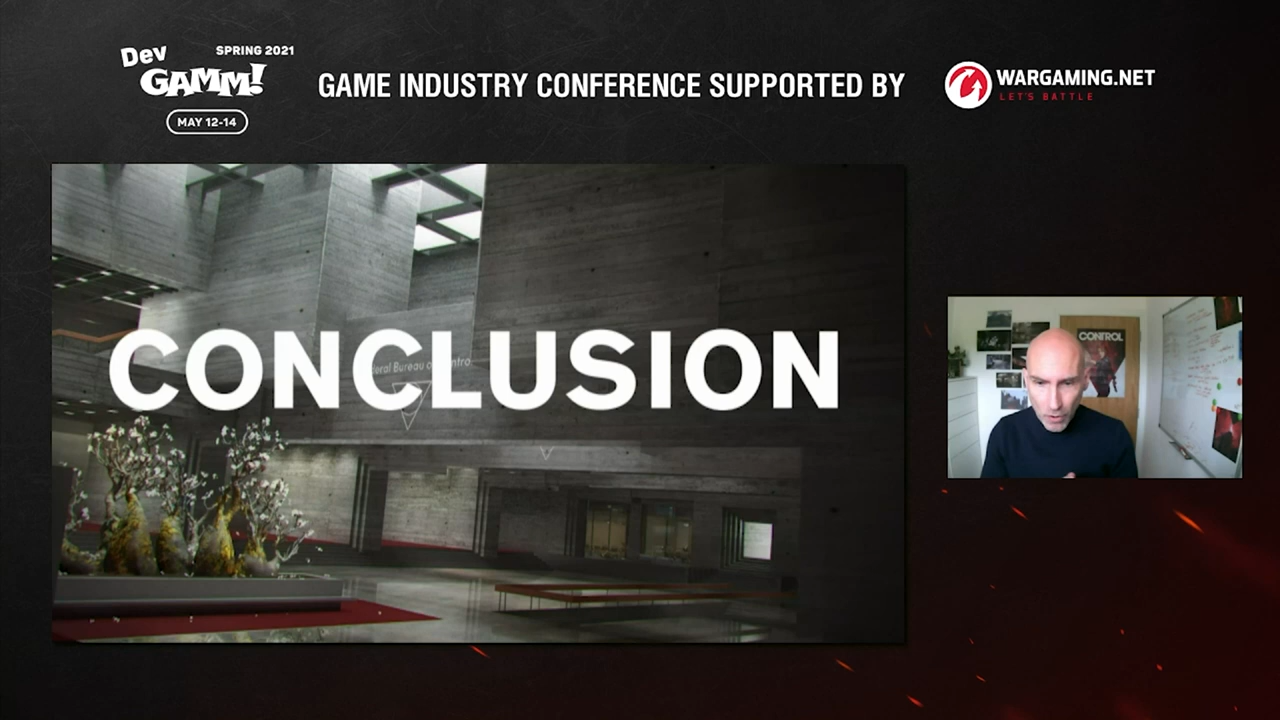 Dev
GAMM!
SPRING 2021
MAY 12-14
GAME INDUSTRY CONFERENCE SUPPORTED BY
WARGAMING.NET
LET'S BATTLE
CONCLUSION
CONTROL